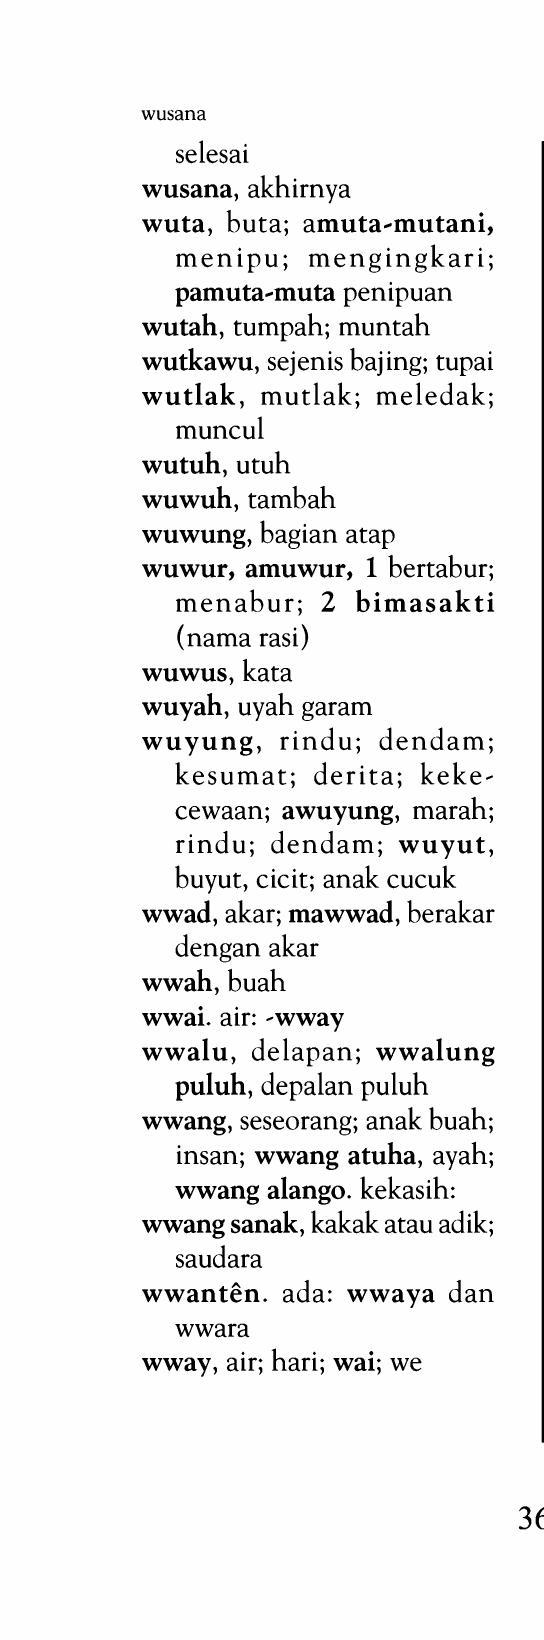 wusana
selesai
wusana, akhirnya
wuta, buta; amuta-mutani,
menipu; mengingkari;
pamuta-muta penipuan
wutah, tumpah; muntah
wutkawu, sejenis bajing; tupai
wutlak, mutlak; meledak;
muncul
wutuh, utuh
wuwuh, tambah
wuwung, bagian atap
wuwur, amuwur, 1 bertabur;
menabur; 2 bimasakti
(nama rasi)
wuwus, kata
wuyah, uyah garam
wuyung, rindu; dendam;
kesumat; derita; keke-
cewaan; awuyung, marah;
rindu; dendam; wuyut,
buyut, cicit; anak cucuk
wwad, akar; mawwad, berakar
dengan akar
wwah, buah
wwai. air: -wway
wwalu, delapan; wwalung
puluh, depalan puluh
wwang, seseorang; anak buah;
insan; wwang atuha, ayah;
wwang alango. kekasih:
wwang sanak, kakak atau adik;
saudara
wwantên. ada: wwaya dan
wwara
wway, air; hari; wai; we